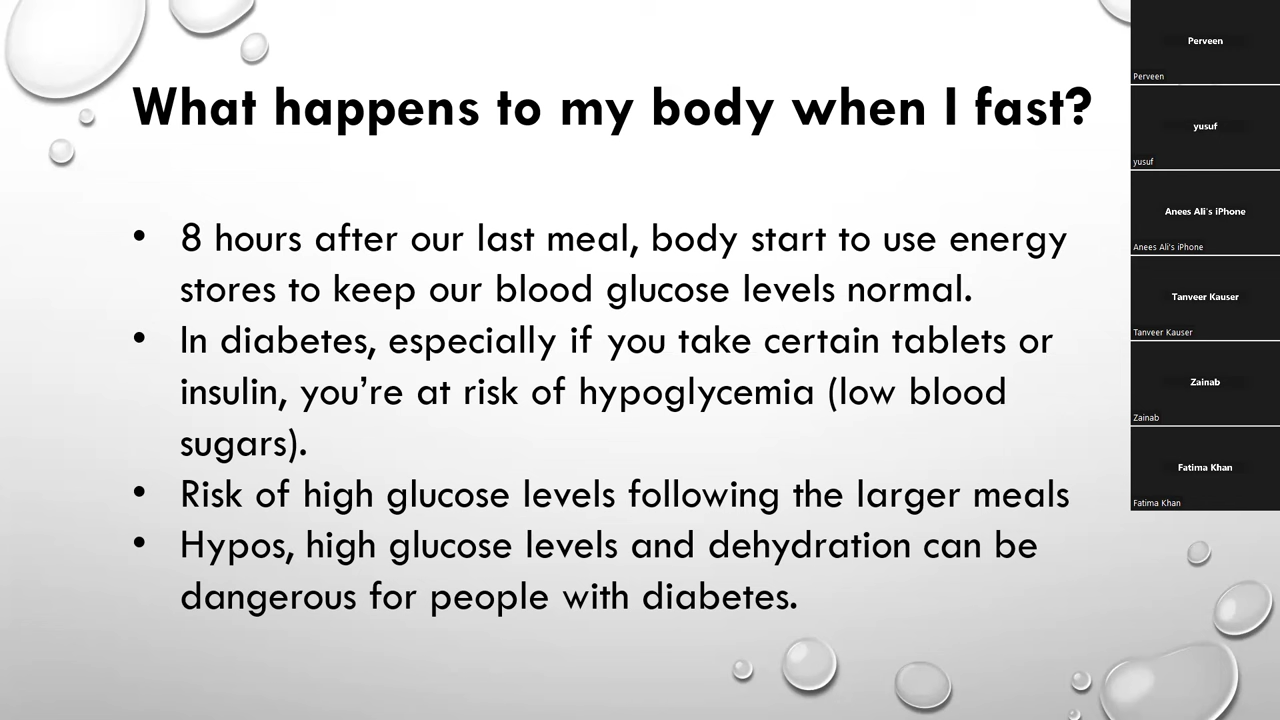 What happens to my body when I fast?
• 8 hours after our last meal, body start to use energy
stores to keep our blood glucose levels normal.
• In diabetes, especially if you take certain tablets or
insulin, you're at risk of hypoglycemia (low blood
sugars).
• Risk of high glucose levels following the larger meals
• Hypos, high glucose levels and dehydration can be
dangerous for people with diabetes.
Perveen
Perveen
yusuf
yusuf
Anees Ali's iPhone
Anees Ali's iPhone
Tanveer Kauser
Tanveer Kauser
Zainab
Zainab
Fatima Khan
Fatima Khan